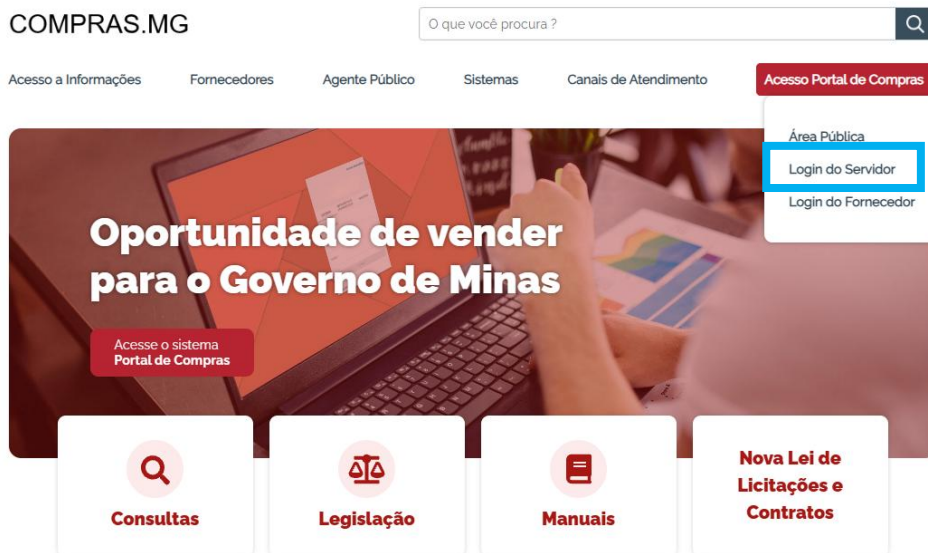 COMPRAS.MG
O que você procura ?
Acesso a Informações
Fornecedores
Agente Público
Sistemas
Canais de Atendimento
Acesso Portal de Compras
Área Pública
Login do Servidor
Login do Fornecedor
Oportunidade de vender
para o Governo de Minas
Acesse o sistema
Portal de Compras
Consultas
Legislação
Manuais
Nova Lei de
Licitações e
Contratos